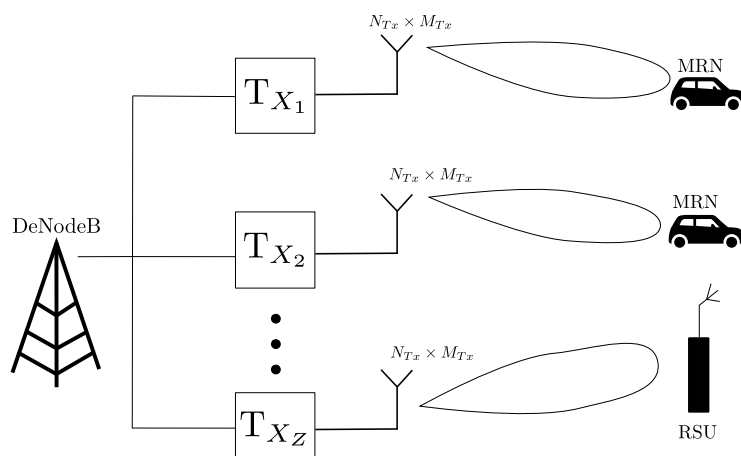 N_{Tx} × M_{Tx}
MRN
T_{X_1}
N_{Tx} × M_{Tx}
MRN
DeNodeB
T_{X_2}
N_{Tx} × M_{Tx}
T_{X_Z}
RSU